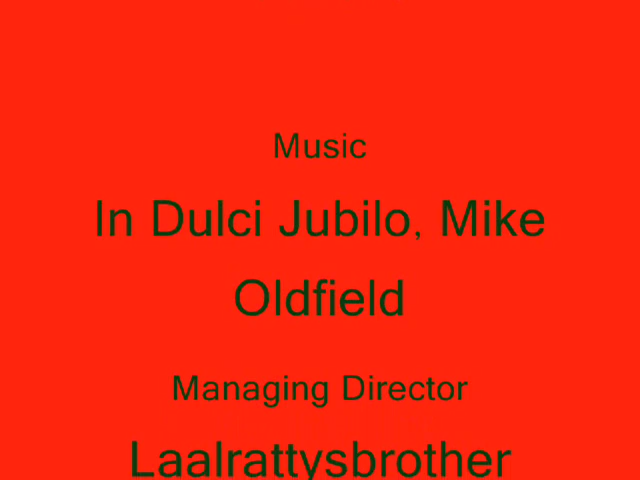 Music
In Dulci Jubilo, Mike
Oldfield
Managing Director
Laalrattysbrother